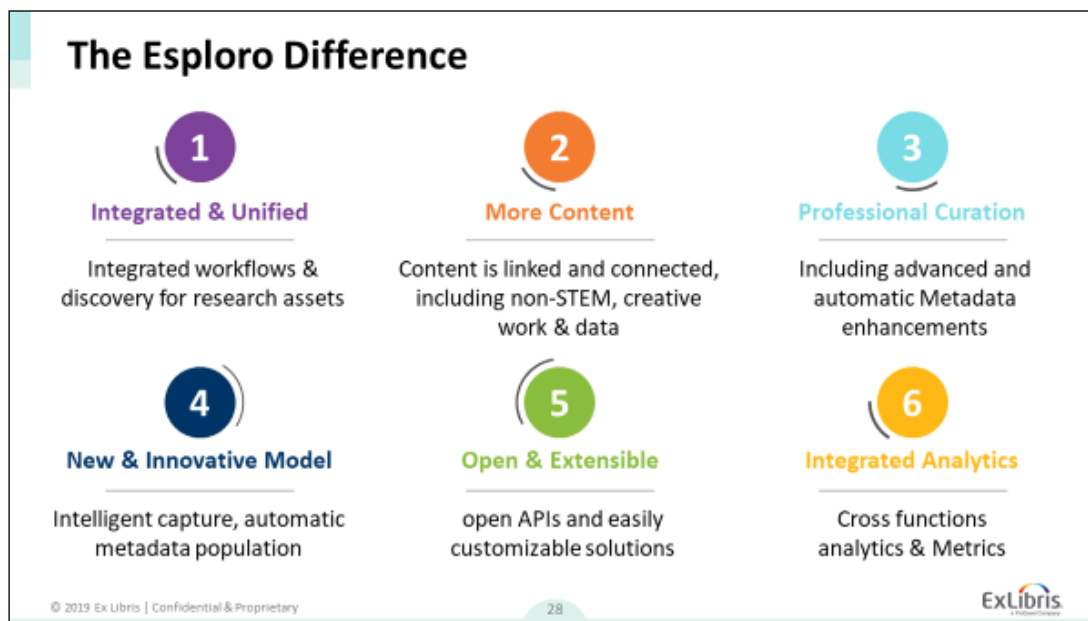 The Esploro Difference
1
Integrated & Unified
Integrated workflows &
discovery for research assets
2
More Content
Content is linked and connected,
including non-STEM, creative
work & data
3
Professional Curation
Including advanced and
automatic Metadata
enhancements
4
New & Innovative Model
Intelligent capture, automatic
metadata population
5
Open & Extensible
open APIs and easily
customizable solutions
6
Integrated Analytics
Cross functions
analytics & Metrics
© 2019 Ex Libris | Confidential & Proprietary
28
ExLibris
a ProQuest Company